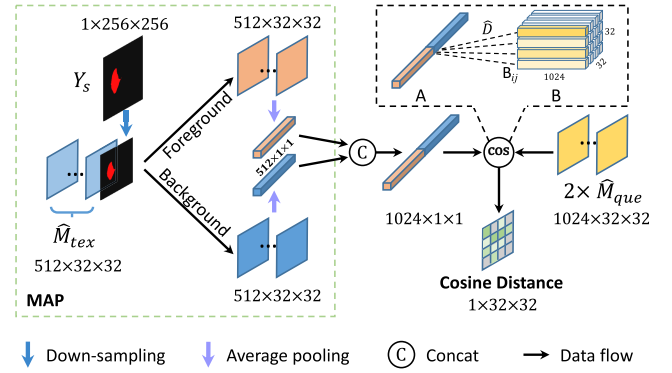 1×256×256
Y_s
512×32×32
Foreground
Background
512×1×1
M̂_tex
512×32×32
512×32×32
MAP
C
1024×1×1
COS
A
B
D̂
B_ij
1024
32
32
2× M̂_que
1024×32×32
Cosine Distance
1×32×32
Down-sampling
Average pooling
C
Concat
Data flow